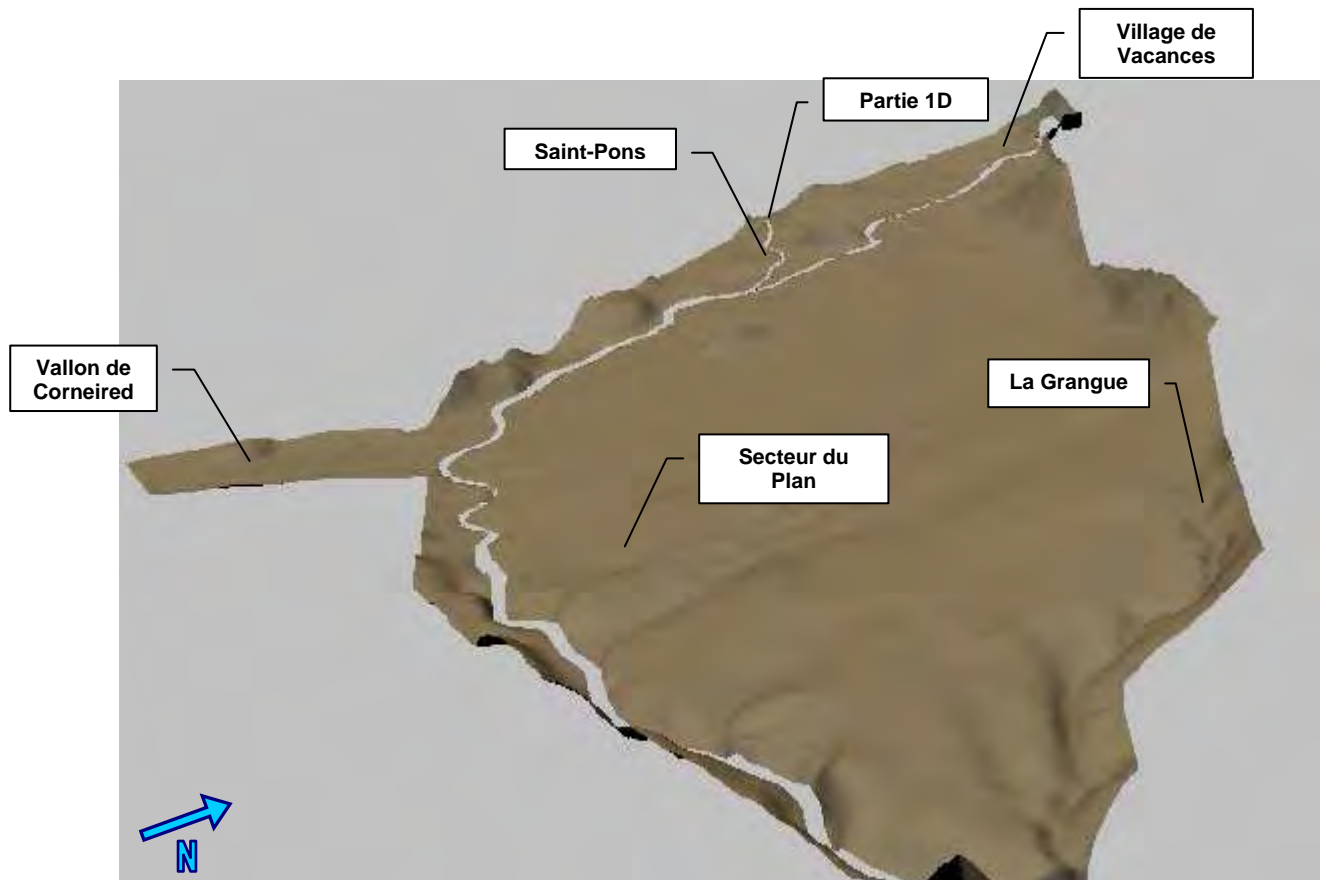 Village de
Vacances
Partie 1D
Saint-Pons
Vallon de
Corneired
La Grangue
Secteur du
Plan
N